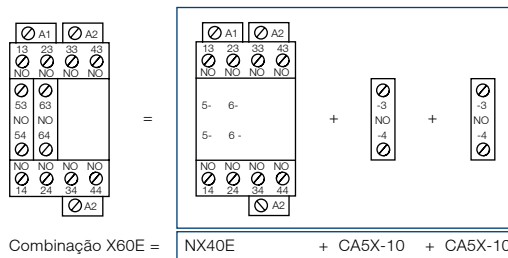 A1 A2 A1 A2
13 23 33 43 13 23 33 43
NO NO NO NO NO NO NO NO
53 63 5- 6- -3 -3
NO NO = + NO + NO
54 64 5- 6 - -4 -4
NO NO NO NO NO NO NO NO
14 24 34 44 14 24 34 44
A2 A2
Combinação X60E = NX40E + CA5X-10 + CA5X-10